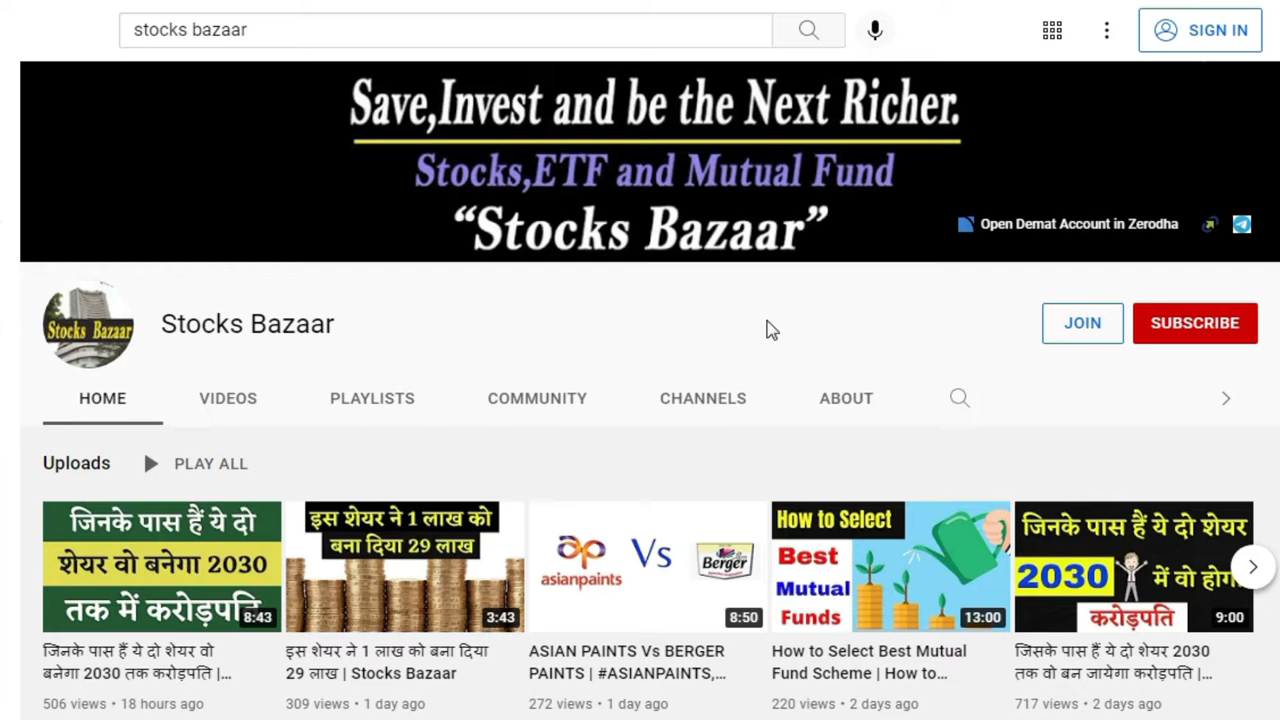 stocks bazaar
SIGN IN
Save,Invest and be the Next Richer.
Stocks,ETF and Mutual Fund
“Stocks Bazaar”
Open Demat Account in Zerodha
Stocks Bazaar
Stocks Bazaar
JOIN
SUBSCRIBE
HOME
VIDEOS
PLAYLISTS
COMMUNITY
CHANNELS
ABOUT
Uploads
PLAY ALL
जिनके पास हैं ये दो
शेयर वो बनेगा 2030
तक में करोड़पति
8:43
जिनके पास हैं ये दो शेयर वो
बनेगा 2030 तक करोड़पति |...
506 views • 18 hours ago
इस शेयर ने 1 लाख को
बना दिया 29 लाख
3:43
इस शेयर ने 1 लाख को बना दिया
29 लाख | Stocks Bazaar
309 views • 1 day ago
ap
asianpaints
Vs
Berger
8:50
ASIAN PAINTS Vs BERGER
PAINTS | #ASIANPAINTS,...
272 views • 1 day ago
How to Select
Best
Mutual
Funds
13:00
How to Select Best Mutual
Fund Scheme | How to...
220 views • 2 days ago
जिनके पास हैं ये दो शेयर
2030 में वो होगा
करोड़पति
9:00
जिसके पास हैं ये दो शेयर 2030
तक वो बन जायेगा करोड़पति |...
717 views • 2 days ago